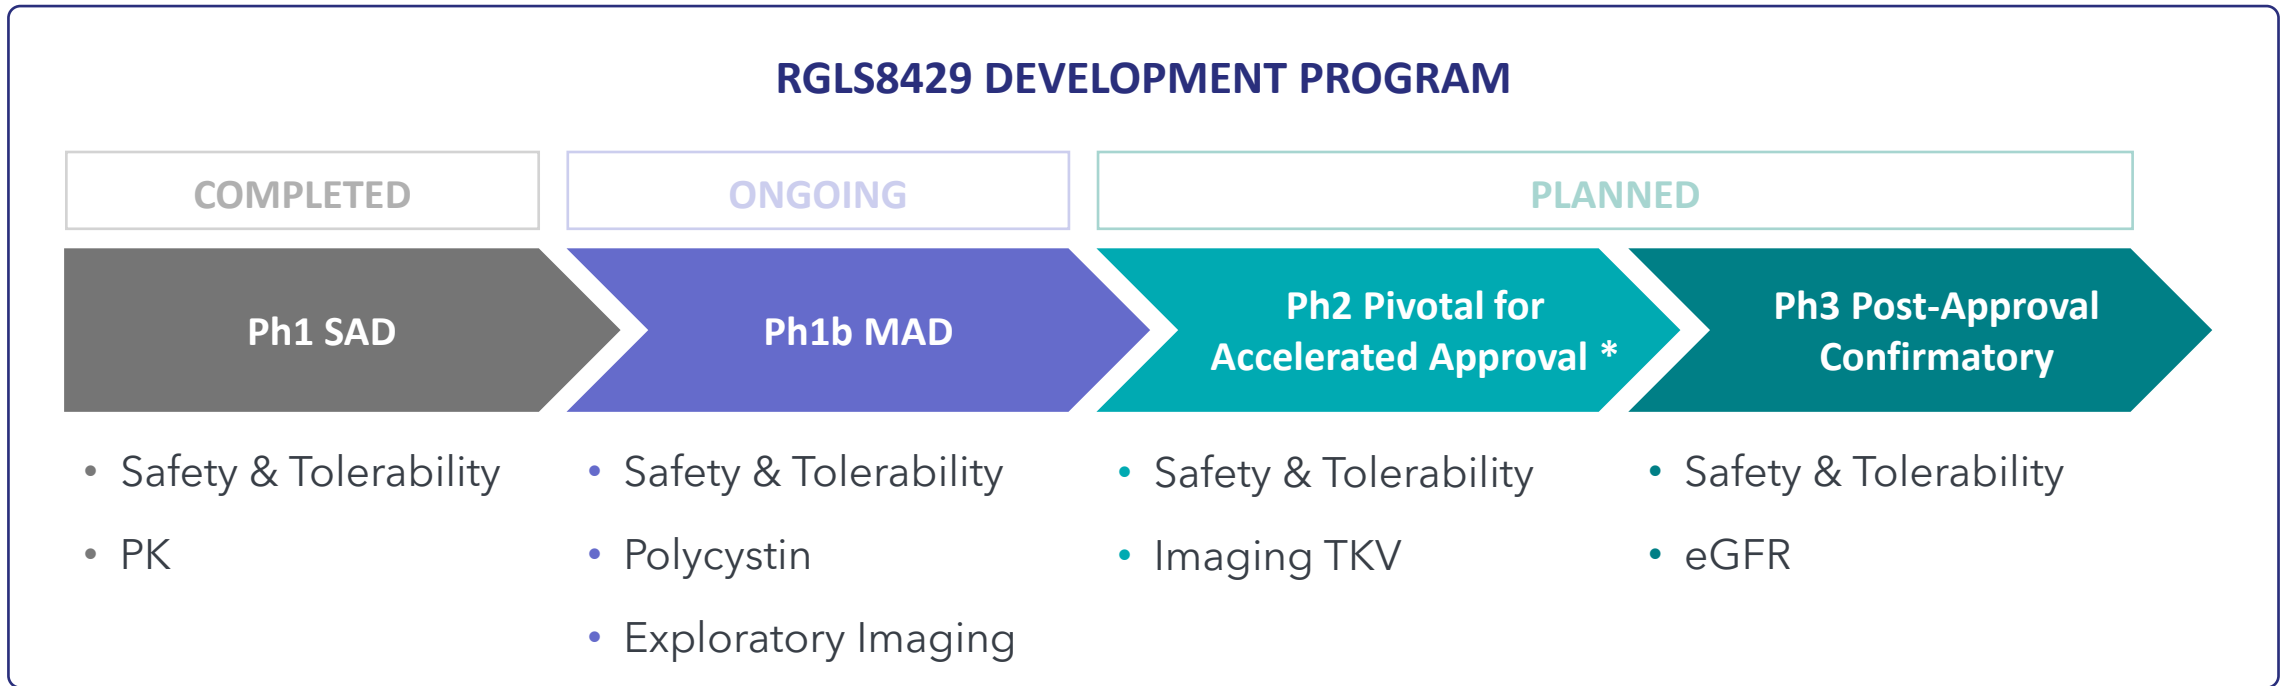 RGLS8429 DEVELOPMENT PROGRAM
COMPLETED
ONGOING
PLANNED
Ph1 SAD
Ph1b MAD
Ph2 Pivotal for
Accelerated Approval *
Ph3 Post-Approval
Confirmatory
• Safety & Tolerability
• PK
• Safety & Tolerability
• Polycystin
• Exploratory Imaging
• Safety & Tolerability
• Imaging TKV
• Safety & Tolerability
• eGFR